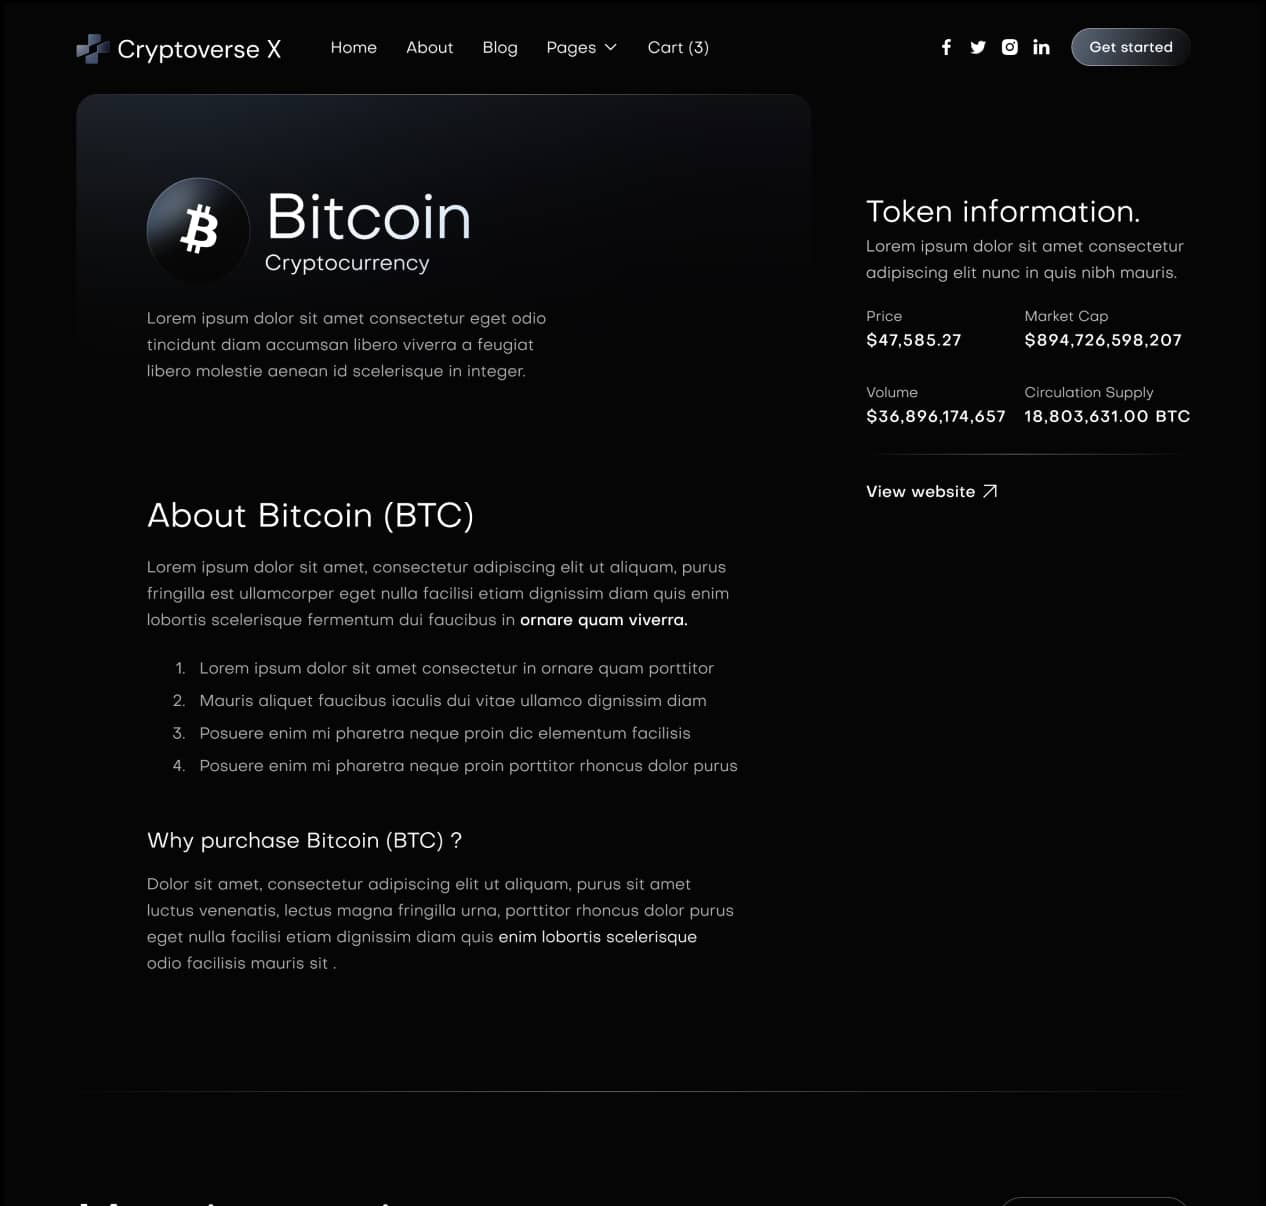 Cryptoverse X
Home About Blog Pages Cart (3)
Get started
Bitcoin
Cryptocurrency
Lorem ipsum dolor sit amet consectetur eget odio
tincidunt diam accumsan libero viverra a feugiat
libero molestie aenean id scelerisque in integer.
Token information.
Lorem ipsum dolor sit amet consectetur
adipiscing elit nunc in quis nibh mauris.
Price Market Cap
$47,585.27 $894,726,598,207
Volume Circulation Supply
$36,896,174,657 18,803,631.00 BTC
View website
About Bitcoin (BTC)
Lorem ipsum dolor sit amet, consectetur adipiscing elit ut aliquam, purus
fringilla est ullamcorper eget nulla facilisi etiam dignissim diam quis enim
lobortis scelerisque fermentum dui faucibus in ornare quam viverra.
1. Lorem ipsum dolor sit amet consectetur in ornare quam porttitor
2. Mauris aliquet faucibus iaculis dui vitae ullamco dignissim diam
3. Posuere enim mi pharetra neque proin dic elementum facilisis
4. Posuere enim mi pharetra neque proin porttitor rhoncus dolor purus
Why purchase Bitcoin (BTC) ?
Dolor sit amet, consectetur adipiscing elit ut aliquam, purus sit amet
luctus venenatis, lectus magna fringilla urna, porttitor rhoncus dolor purus
eget nulla facilisi etiam dignissim diam quis enim lobortis scelerisque
odio facilisis mauris sit .